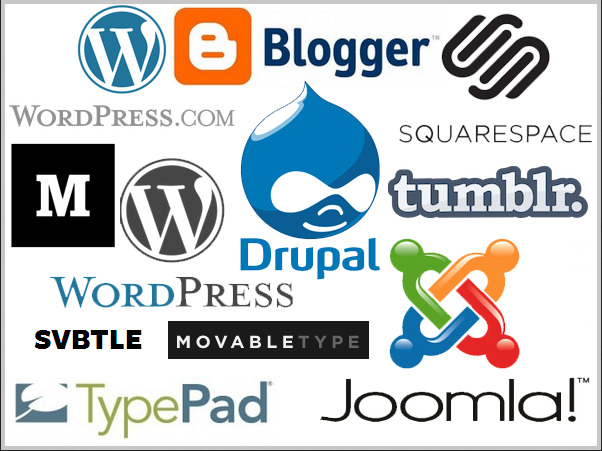 Blogger™
WORDPRESS.COM
SQUARESPACE
M
tumblr.
Drupal
WORDPRESS
SVBTLE
MOVABLETYPE
TypePad®
Joomla!™